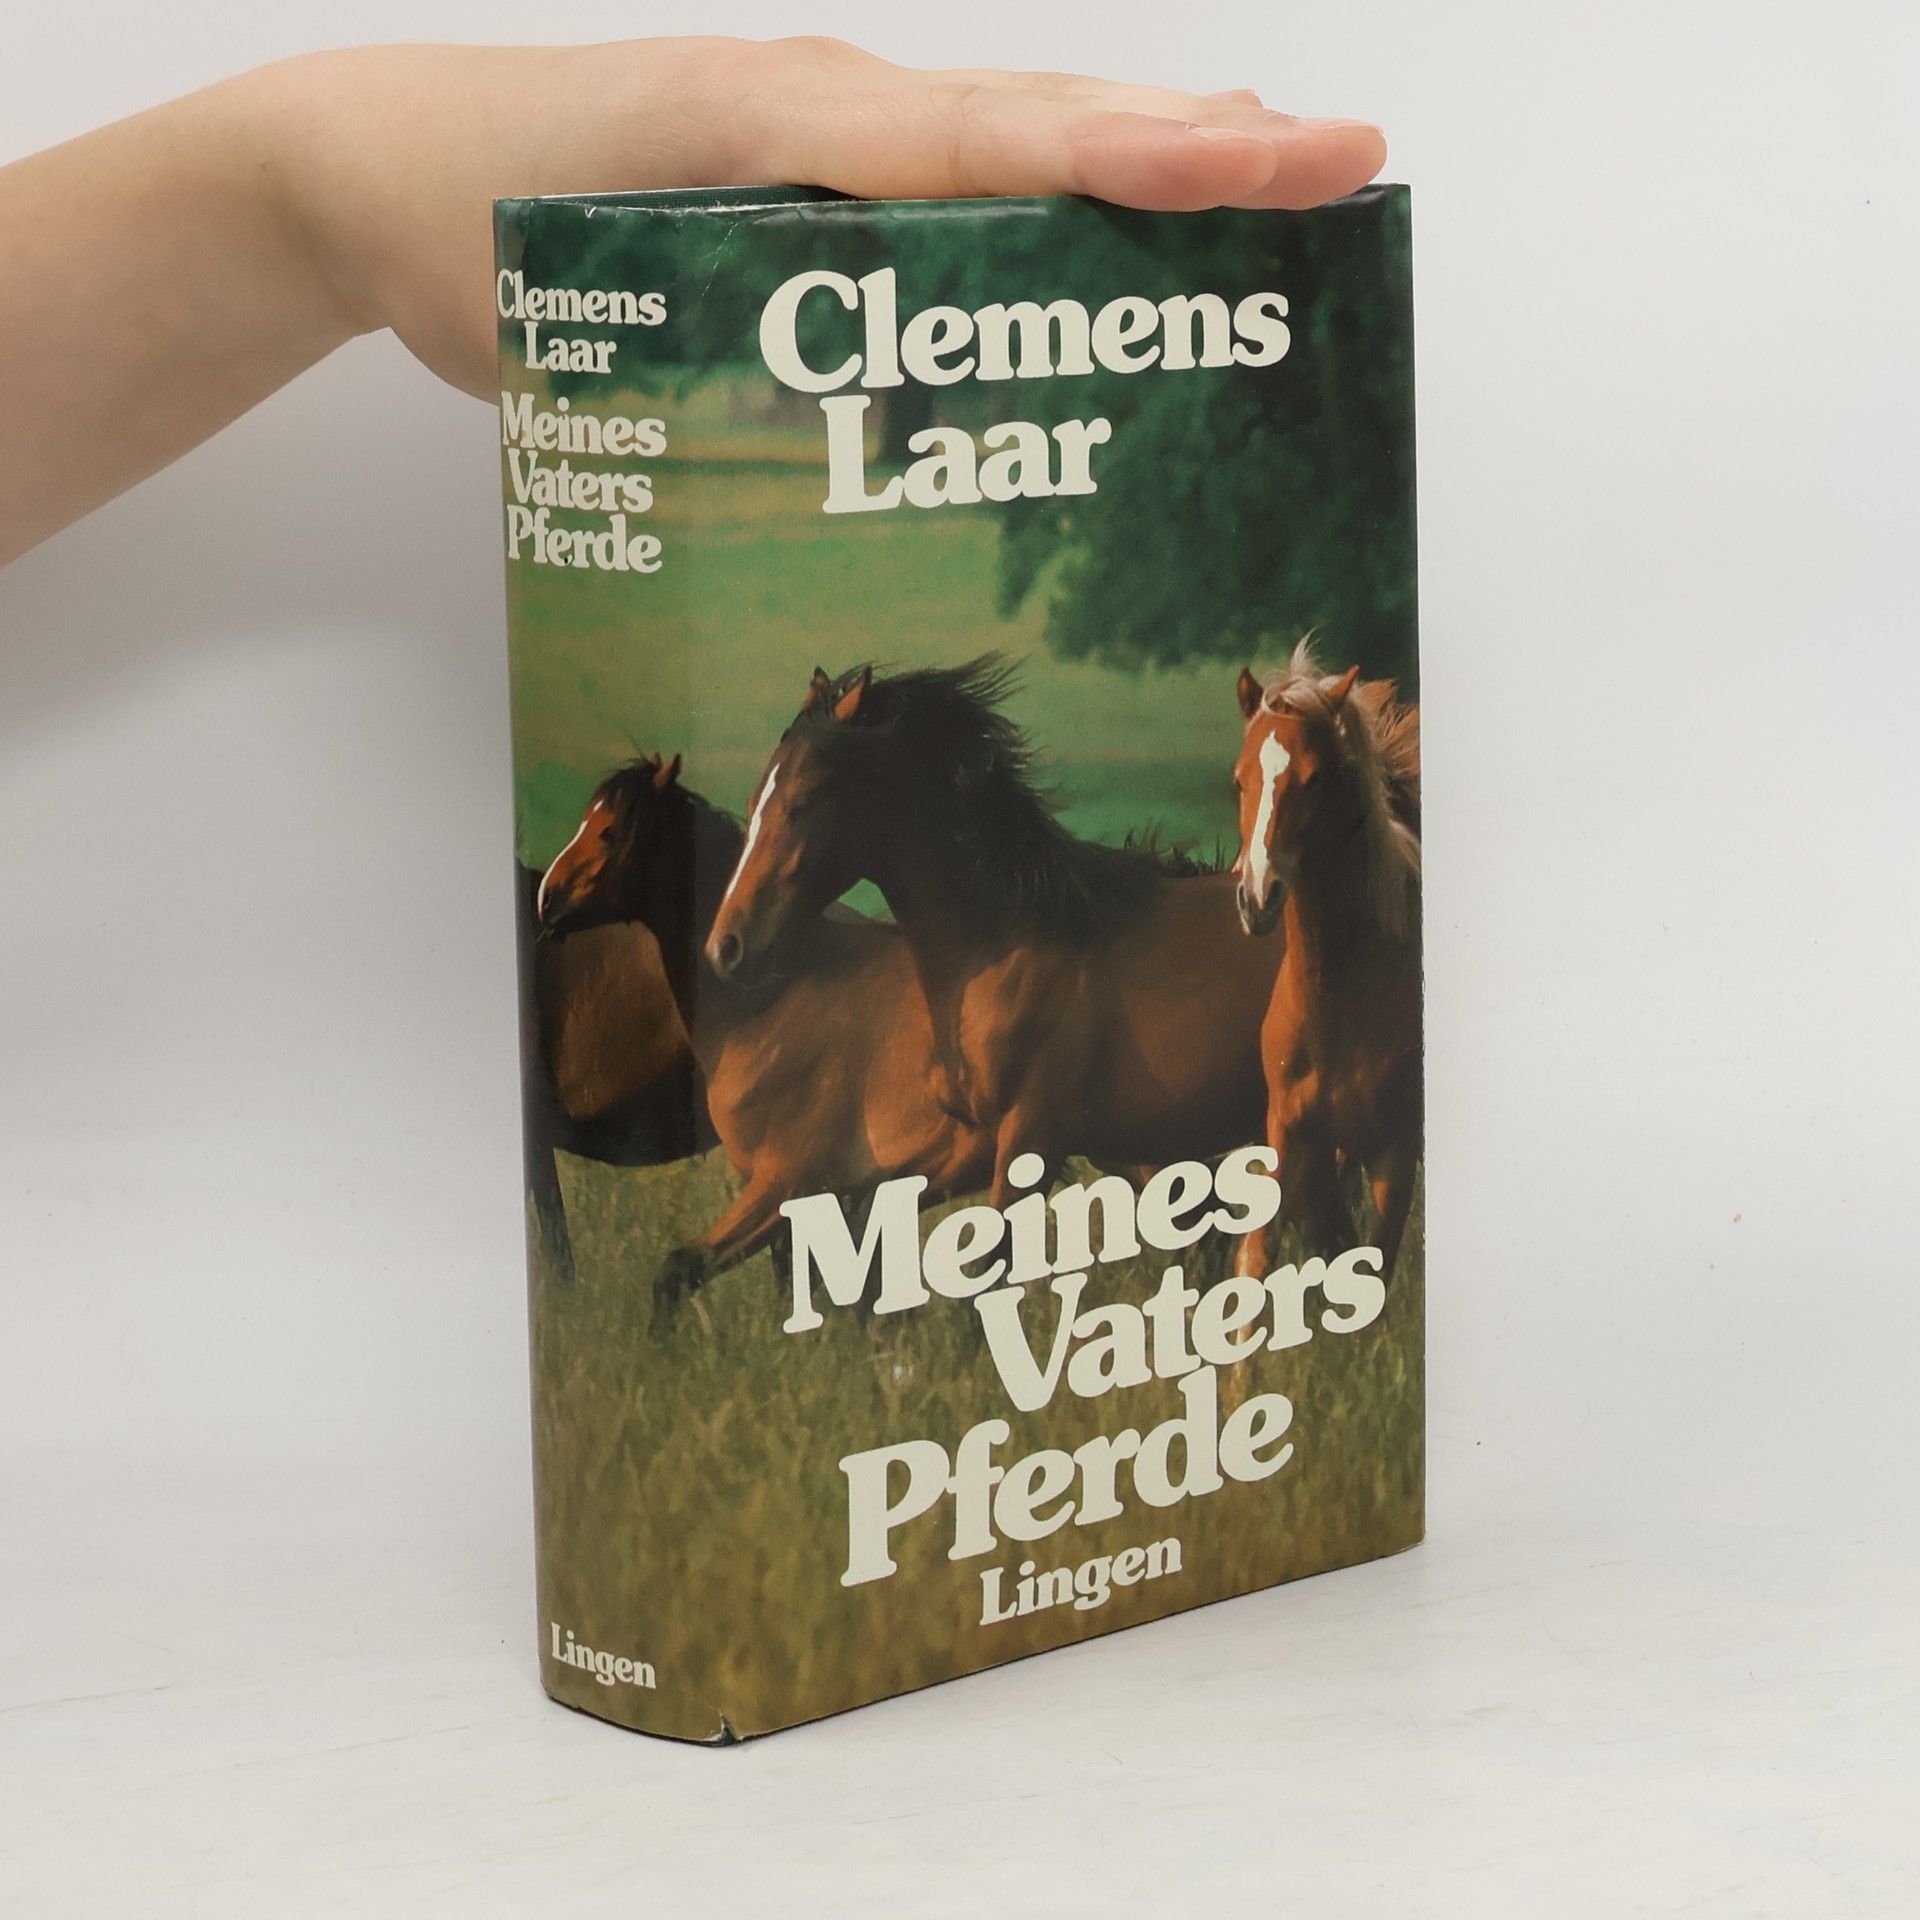 Clemens
Laar
Meines
Vaters
Pferde
Lingen
Clemens
Laar
Meines
Vaters
Pferde
Lingen